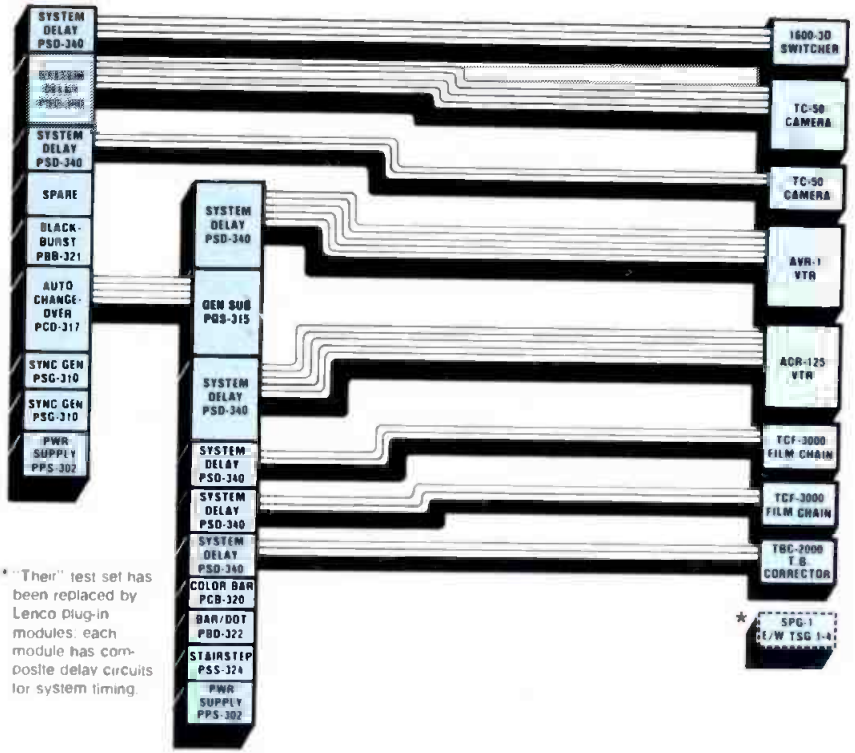 SYSTEM
DELAY
PSD-340
SYSTEM
DELAY
PSD-340
SYSTEM
DELAY
PSD-340
SPARE
BLACK-
BURST
PBB-321
AUTO
CHANGE-
OVER
PCD-317
SYNC GEN
PSG-310
SYNC GEN
PSG-310
PWR
SUPPLY
PPS-302
SYSTEM
DELAY
PSD-340
GEN SUB
PGS-315
SYSTEM
DELAY
PSD-340
SYSTEM
DELAY
PSD-340
SYSTEM
DELAY
PSD-340
SYSTEM
DELAY
PSD-340
COLOR BAR
PCB-320
BAR/DOT
PBD-322
STAIRSTEP
PSS-324
PWR
SUPPLY
PPS-302
1600-3D
SWITCHER
TC-50
CAMERA
TC-50
CAMERA
AVR-1
VTR
ACR-125
VTR
TCF-3000
FILM CHAIN
TCF-3000
FILM CHAIN
TBC-2000
T.B.
CORRECTOR
* SPG-1
E/W TSG 1-4
* "Their" test set has
been replaced by
Lenco plug-in
modules: each
module has com-
posite delay circuits
for system timing.